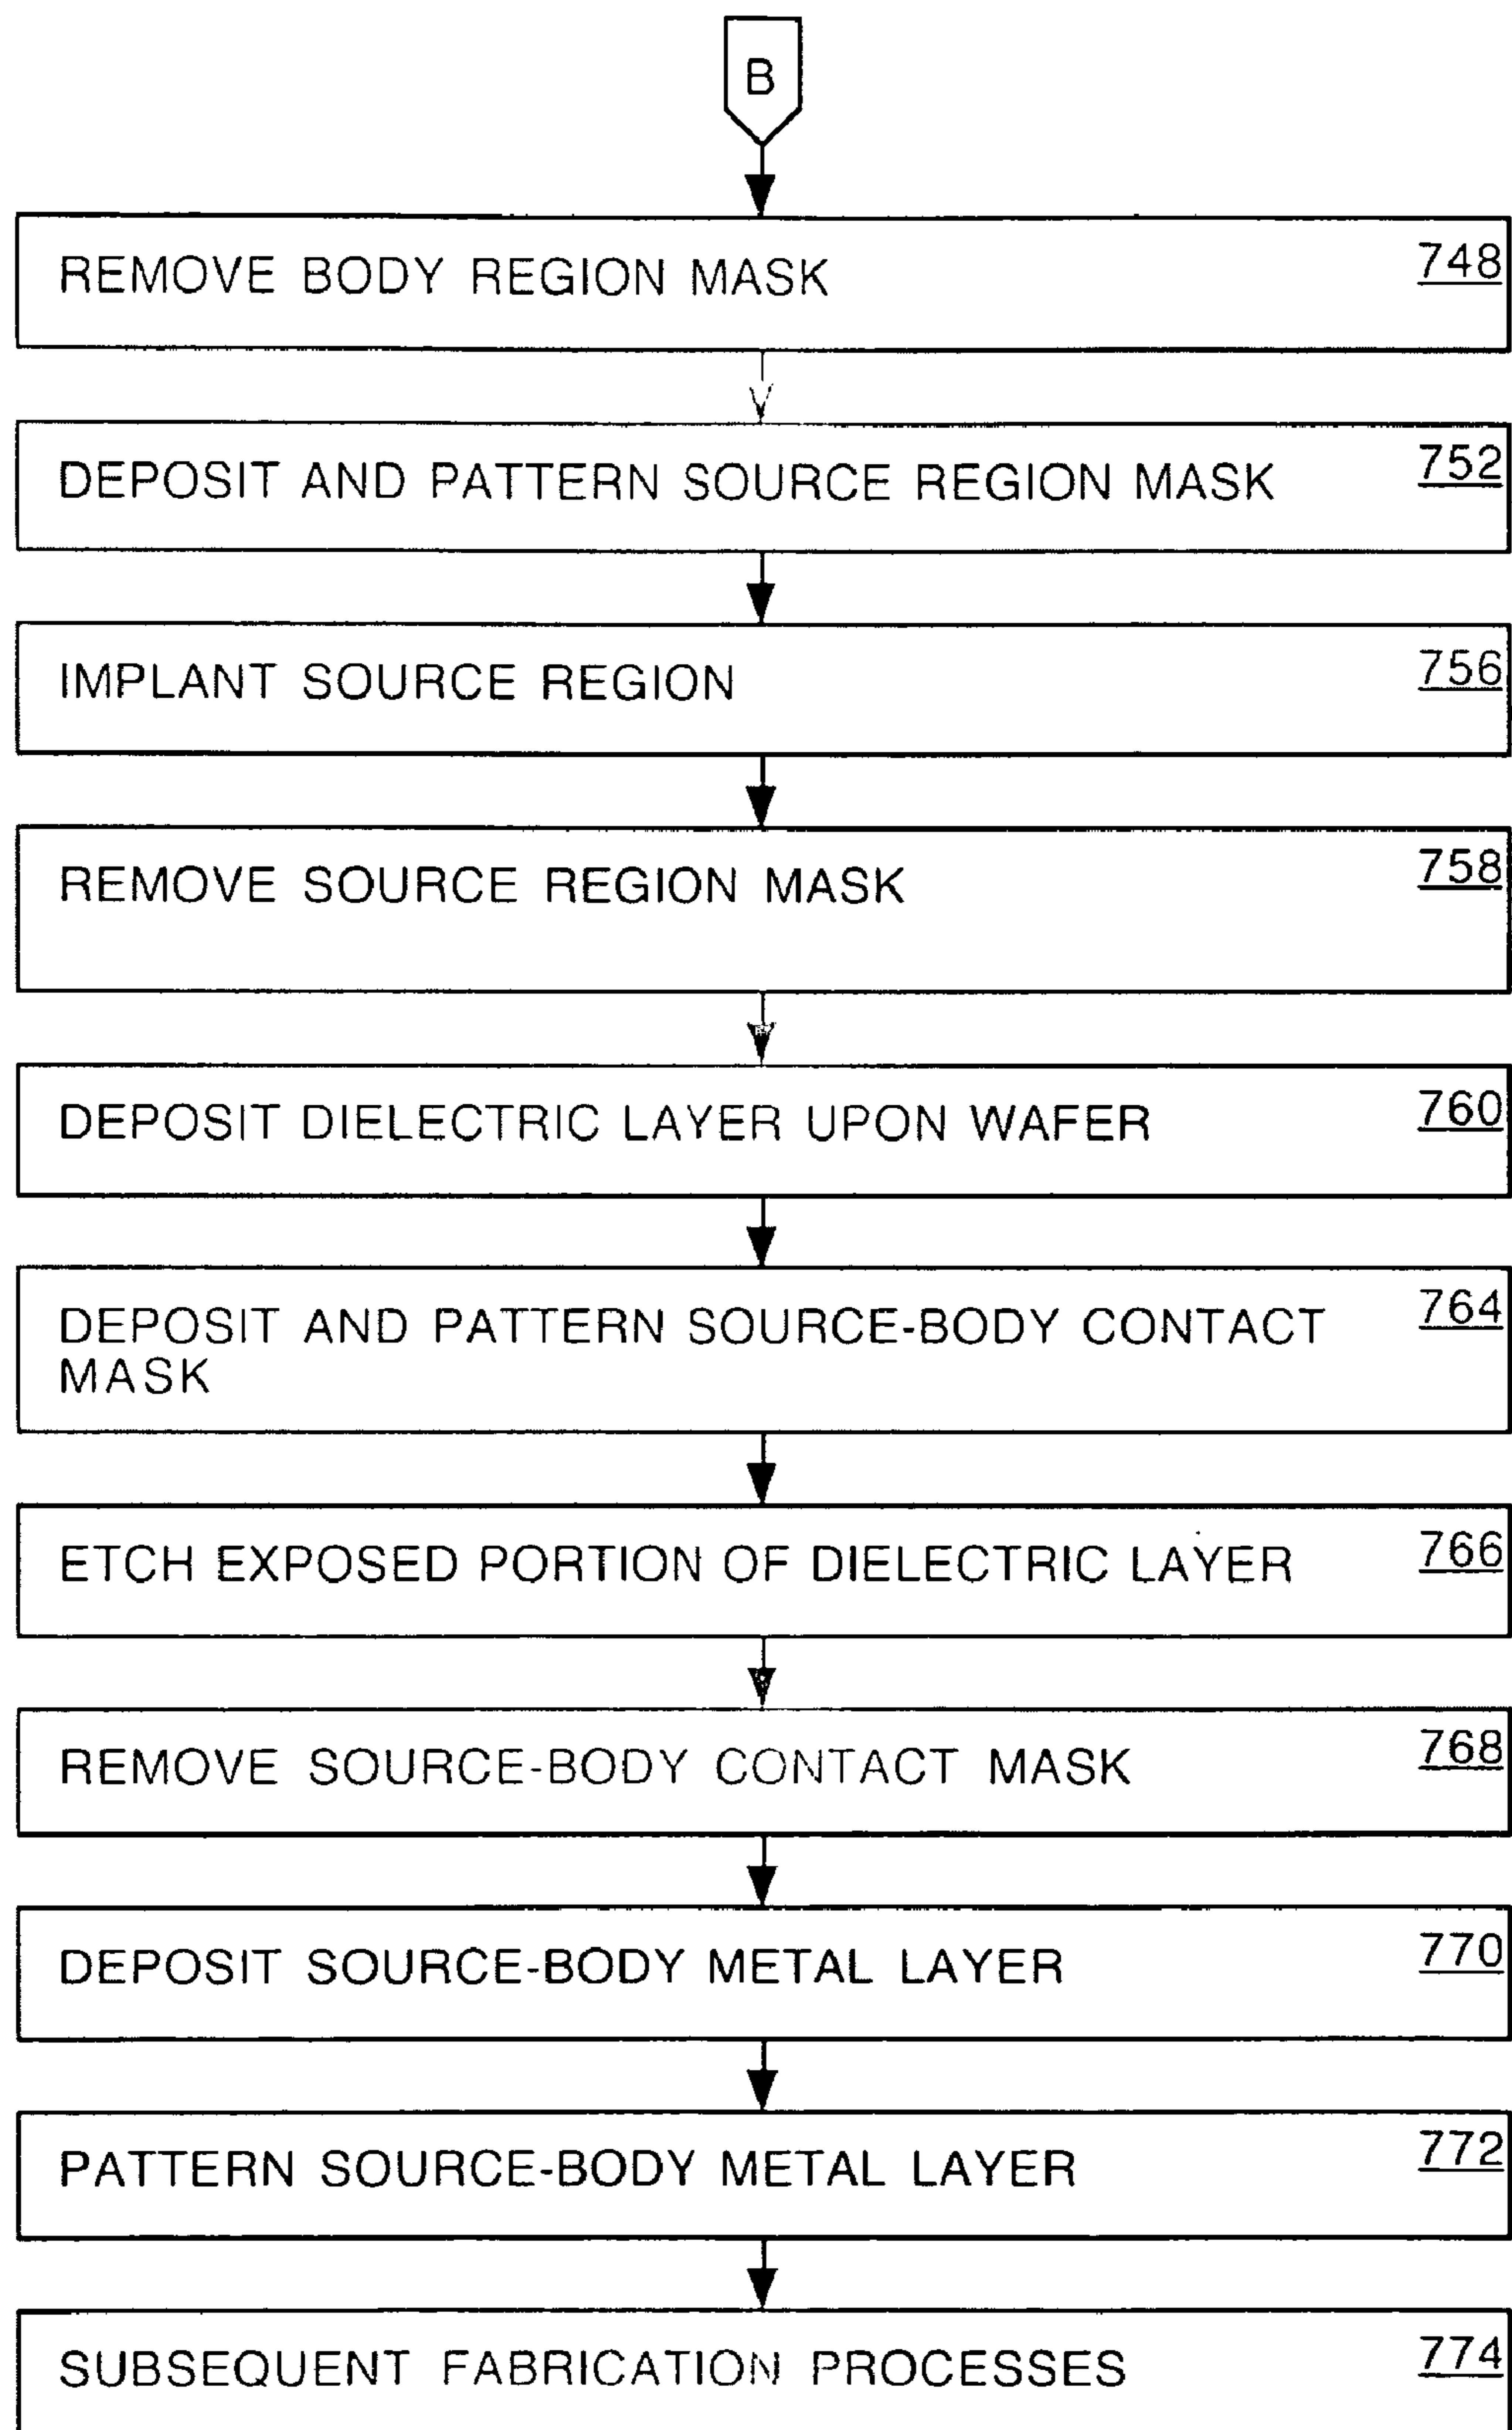 B
REMOVE BODY REGION MASK 748
DEPOSIT AND PATTERN SOURCE REGION MASK 752
IMPLANT SOURCE REGION 756
REMOVE SOURCE REGION MASK 758
DEPOSIT DIELECTRIC LAYER UPON WAFER 760
DEPOSIT AND PATTERN SOURCE-BODY CONTACT 764
MASK
ETCH EXPOSED PORTION OF DIELECTRIC LAYER 766
REMOVE SOURCE-BODY CONTACT MASK 768
DEPOSIT SOURCE-BODY METAL LAYER 770
PATTERN SOURCE-BODY METAL LAYER 772
SUBSEQUENT FABRICATION PROCESSES 774